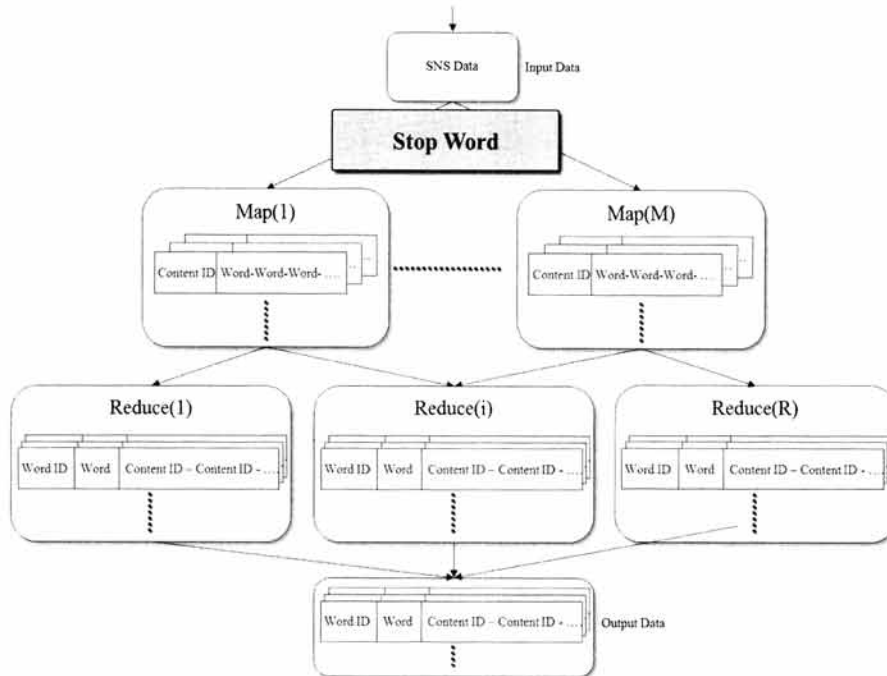 SNS Data
Input Data
Stop Word
Map(1)
Content ID Word-Word-Word- ….
...
...
Map(M)
Content ID Word-Word-Word- ….
...
...
Reduce(1)
Word ID Word Content ID – Content ID - ….
Reduce(i)
Word ID Word Content ID – Content ID - ….
Reduce(R)
Word ID Word Content ID – Content ID - ….
Word ID Word Content ID – Content ID - ….
Output Data